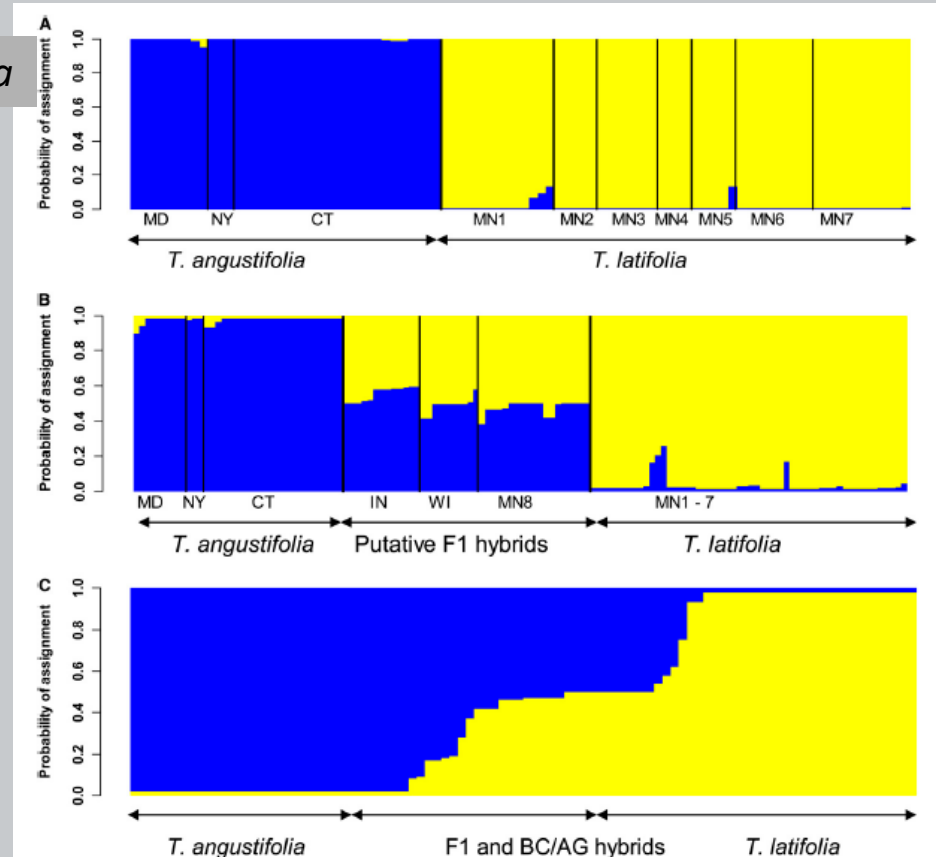 a
A
Probability of assignment
1.0
0.8
0.6
0.4
0.2
0.0
MD NY CT MN1 MN2 MN3 MN4 MN5 MN6 MN7
T. angustifolia T. latifolia
B
Probability of assignment
1.0
0.8
0.6
0.4
0.2
0.0
MD NY CT IN WI MN8 MN1 - 7
T. angustifolia Putative F1 hybrids T. latifolia
C
Probability of assignment
1.0
0.8
0.6
0.4
0.2
0.0
T. angustifolia F1 and BC/AG hybrids T. latifolia